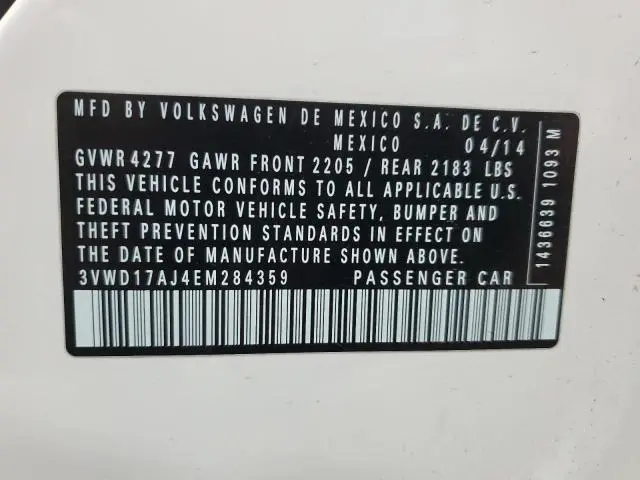 MFD BY VOLKSWAGEN DE MEXICO S.A. DE C.V.
MEXICO 04/14
GVWR 4277 GAWR FRONT 2205 / REAR 2183 LBS
THIS VEHICLE CONFORMS TO ALL APPLICABLE U.S.
FEDERAL MOTOR VEHICLE SAFETY, BUMPER AND
THEFT PREVENTION STANDARDS IN EFFECT ON
THE DATE OF MANUFACTURE SHOWN ABOVE.
3VWD17AJ4EM284359 PASSENGER CAR
1436639 1093 M